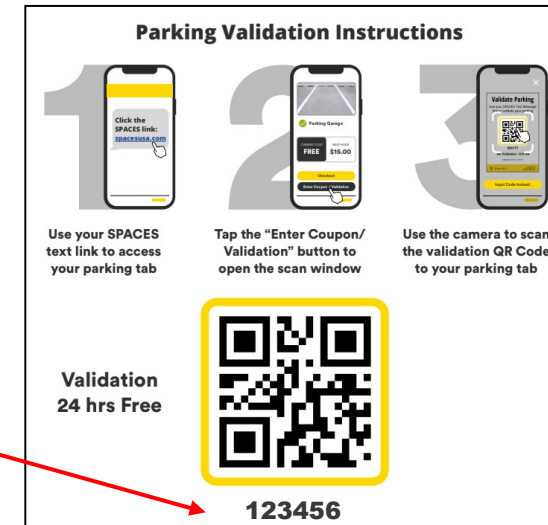 Parking Validation Instructions
1
2
3
Click the
SPACES link:
spacesusa.com
Parking Garage
FREE
$15.00
Checkout
Enter Coupon / Validation
Validate Parking
Input Code Instead
Use your SPACES
text link to access
your parking tab
Tap the “Enter Coupon/
Validation” button to
open the scan window
Use the camera to scan
the validation QR Code
to your parking tab
Validation
24 hrs Free
123456